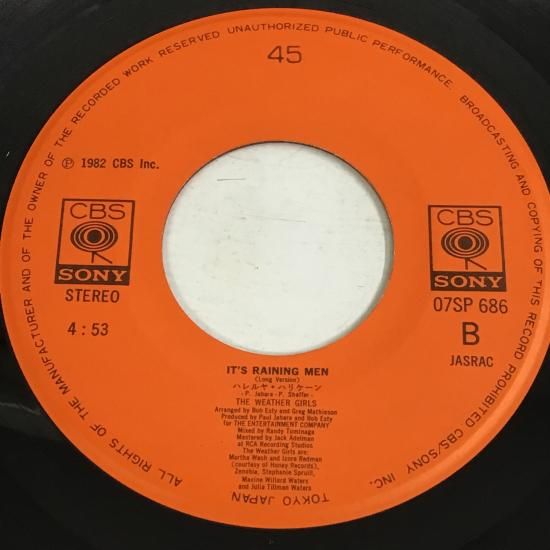 ALL RIGHTS OF THE MANUFACTURER AND OF THE OWNER OF THE RECORDED WORK RESERVED UNAUTHORIZED PUBLIC PERFORMANCE, BROADCASTING AND COPYING OF THIS RECORD PROHIBITED CBS/SONY INC.
TOKYO JAPAN
45
℗ 1982 CBS Inc.
CBS
SONY
STEREO
4:53
CBS
SONY
07SP 686
B
JASRAC
IT'S RAINING MEN
(Long Version)
ハレルヤ・ハリケーン
- P. Jabara - P. Shaffer -
THE WEATHER GIRLS
Arranged by Bob Esty and Greg Mathieson
Produced by Paul Jabara and Bob Esty
for THE ENTERTAINMENT COMPANY
Mixed by Randy Tominaga
Mastered by Jack Adelman
at RCA Recording Studios
The Weather Girls are:
Martha Wash and Izora Redman
(courtesy of Honey Records),
Zenobia, Stephanie Spruill,
Maxine Willard Waters
and Julia Tillman Waters